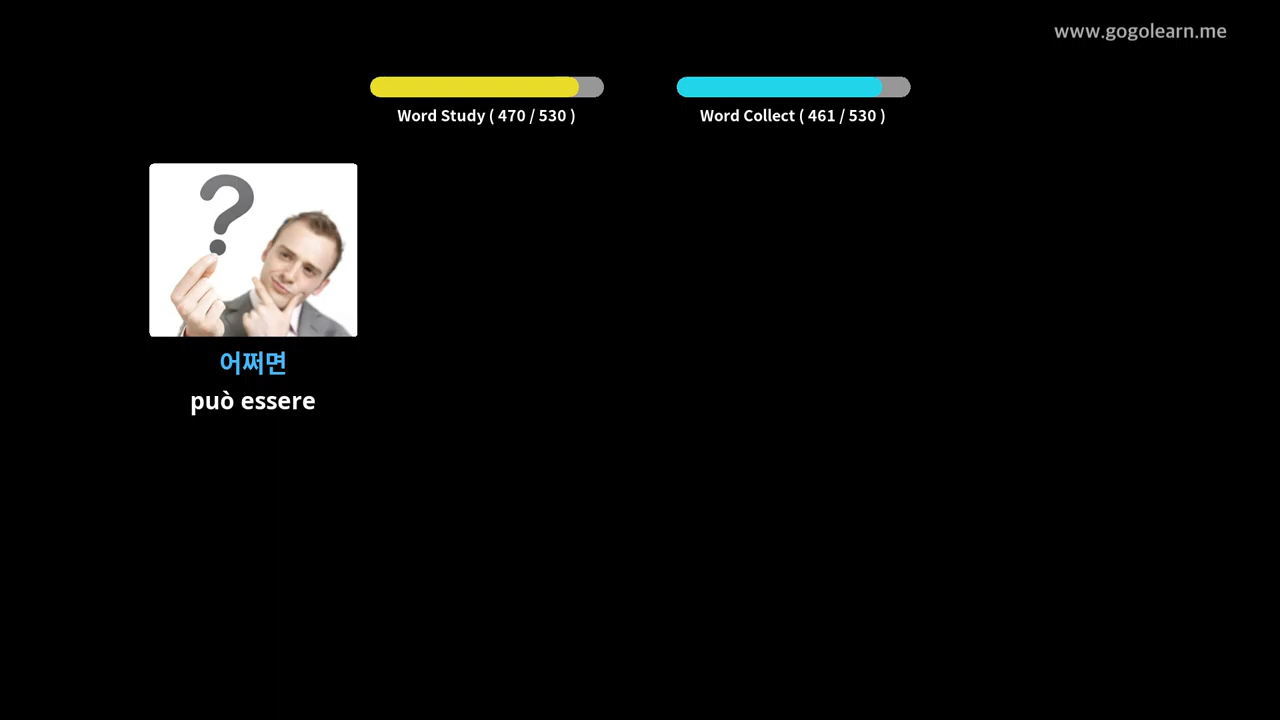 www.gogolearn.me
Word Study ( 470 / 530 )
Word Collect ( 461 / 530 )
?
어쩌면
può essere